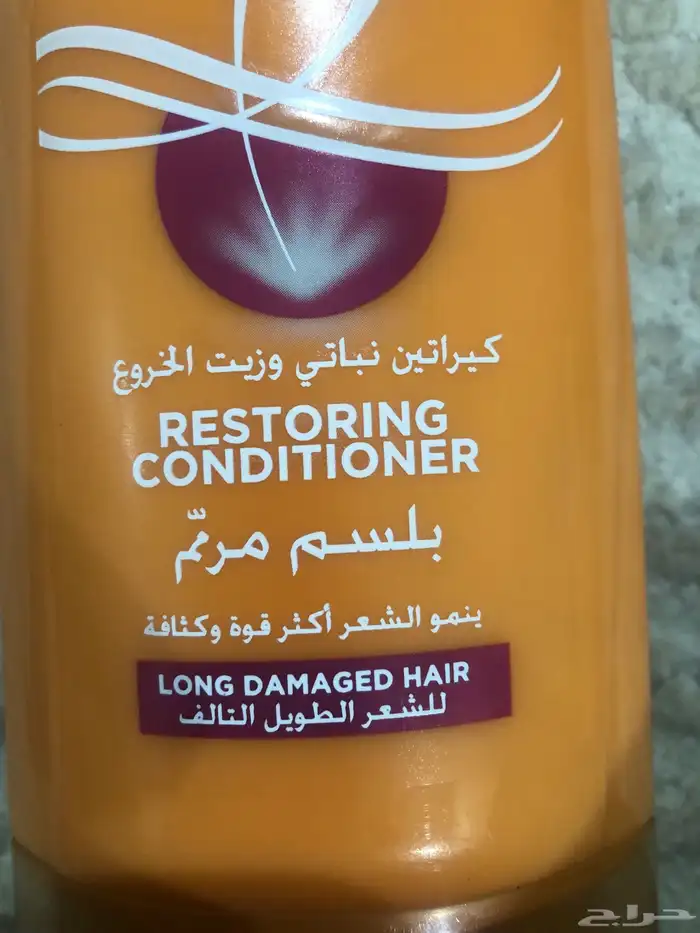 كيراتين نباتي وزيت الخروع
RESTORING
CONDITIONER
بلسم مرمّم
ينمو الشعر أكثر قوة وكثافة
LONG DAMAGED HAIR
للشعر الطويل التالف
حراج